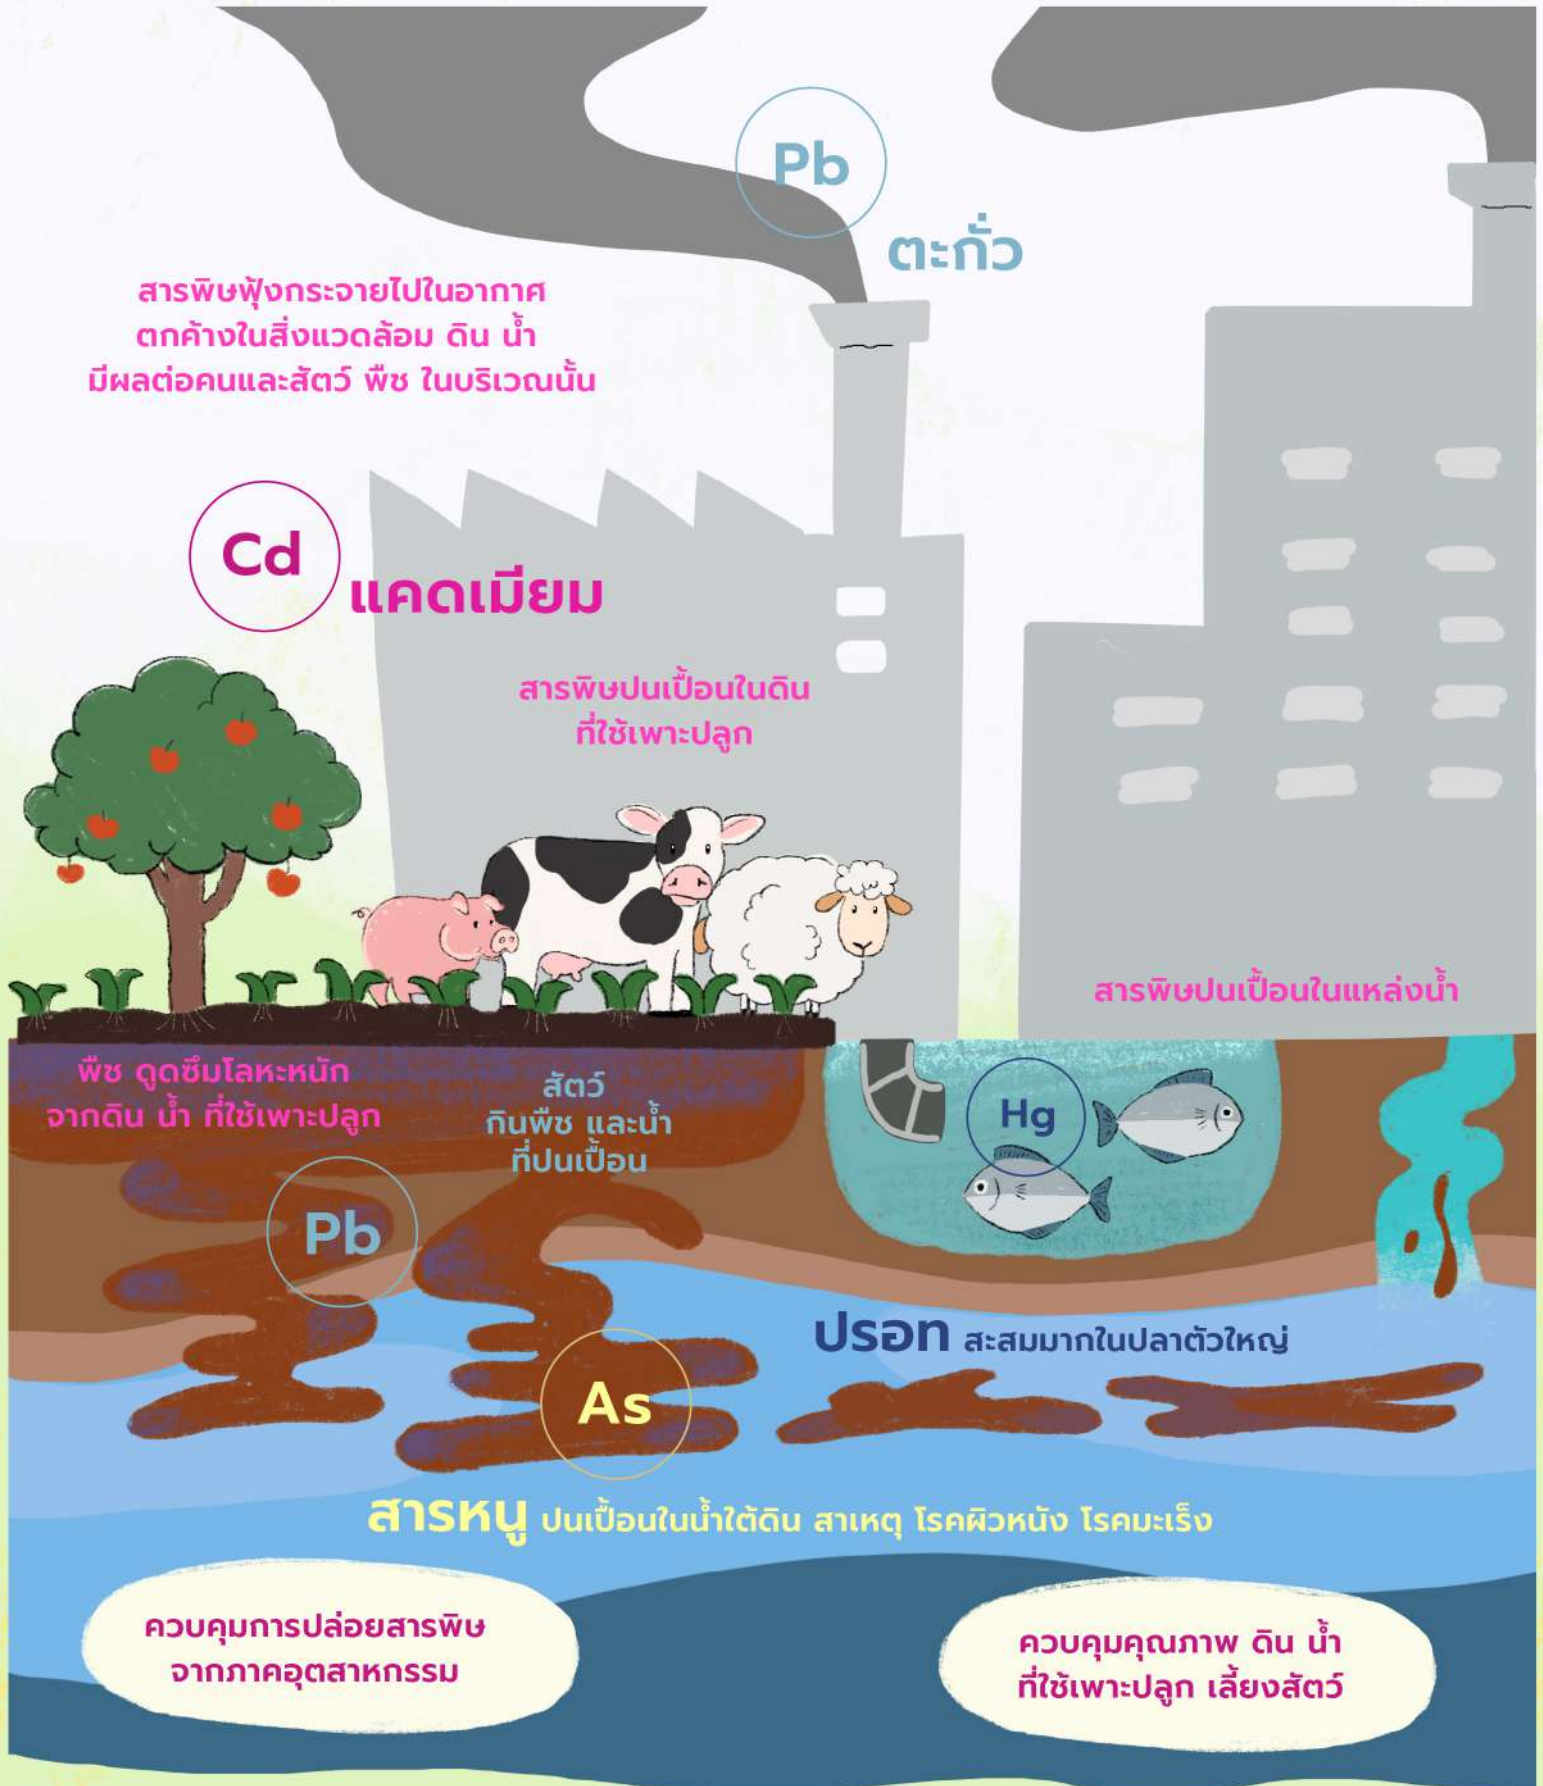 Pb
ตะกั่ว
สารพิษฟุ้งกระจายไปในอากาศ
ตกค้างในสิ่งแวดล้อม ดิน น้ำ
มีผลต่อคนและสัตว์ พืช ในบริเวณนั้น
Cd
แคดเมียม
สารพิษปนเปื้อนในดิน
ที่ใช้เพาะปลูก
สารพิษปนเปื้อนในแหล่งน้ำ
พืช ดูดซึมโลหะหนัก
จากดิน น้ำ ที่ใช้เพาะปลูก
สัตว์
กินพืช และน้ำ
ที่ปนเปื้อน
Hg
Pb
ปรอท สะสมมากในปลาตัวใหญ่
As
สารหนู ปนเปื้อนในน้ำใต้ดิน สาเหตุ โรคผิวหนัง โรคมะเร็ง
ควบคุมการปล่อยสารพิษ
จากภาคอุตสาหกรรม
ควบคุมคุณภาพ ดิน น้ำ
ที่ใช้เพาะปลูก เลี้ยงสัตว์